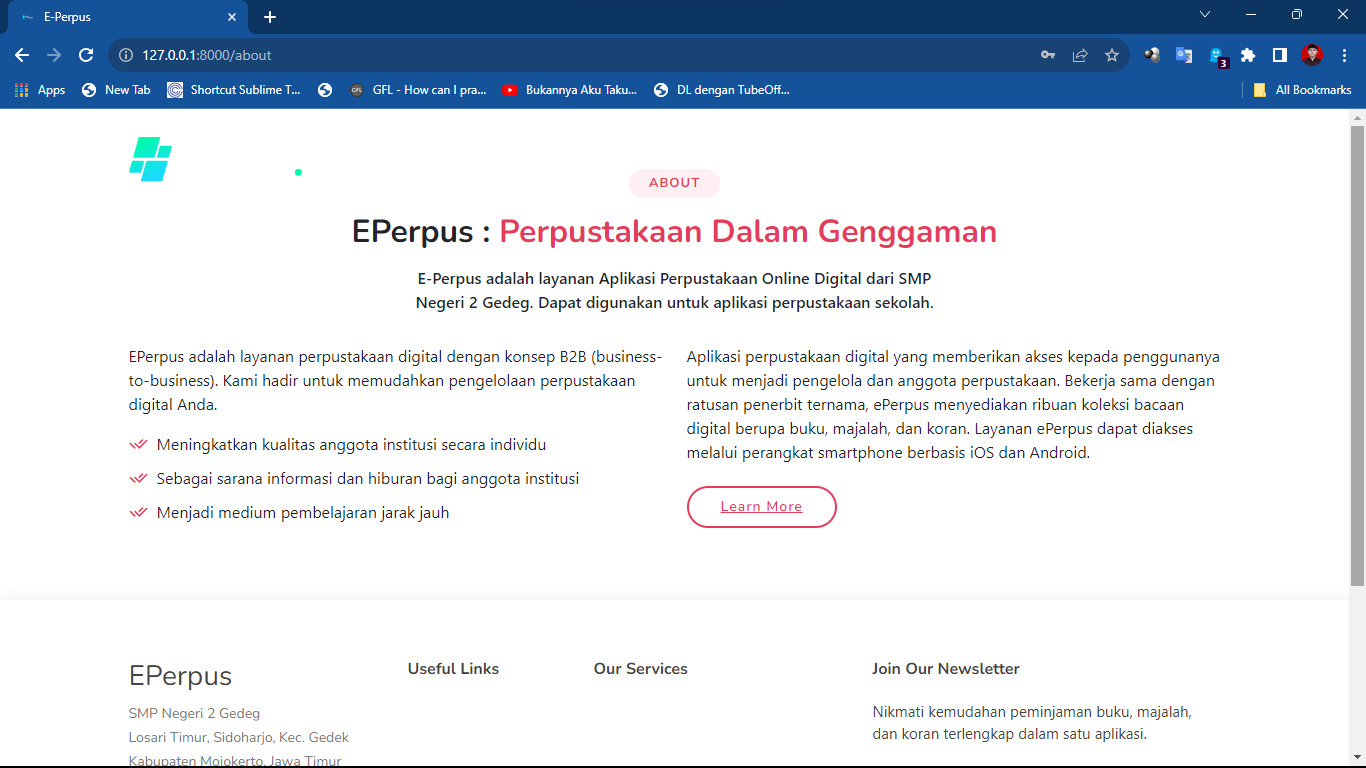 E-Perpus
127.0.0.1:8000/about
3
Apps
New Tab
Shortcut Sublime T...
GFL
GFL - How can I pra...
Bukannya Aku Taku...
DL dengan TubeOff...
All Bookmarks
ABOUT
EPerpus : Perpustakaan Dalam Genggaman
E-Perpus adalah layanan Aplikasi Perpustakaan Online Digital dari SMP
Negeri 2 Gedeg. Dapat digunakan untuk aplikasi perpustakaan sekolah.
EPerpus adalah layanan perpustakaan digital dengan konsep B2B (business-
to-business). Kami hadir untuk memudahkan pengelolaan perpustakaan
digital Anda.
Meningkatkan kualitas anggota institusi secara individu
Sebagai sarana informasi dan hiburan bagi anggota institusi
Menjadi medium pembelajaran jarak jauh
Aplikasi perpustakaan digital yang memberikan akses kepada penggunanya
untuk menjadi pengelola dan anggota perpustakaan. Bekerja sama dengan
ratusan penerbit ternama, ePerpus menyediakan ribuan koleksi bacaan
digital berupa buku, majalah, dan koran. Layanan ePerpus dapat diakses
melalui perangkat smartphone berbasis iOS dan Android.
Learn More
EPerpus
SMP Negeri 2 Gedeg
Losari Timur, Sidoharjo, Kec. Gedek
Kabupaten Mojokerto, Jawa Timur
Useful Links
Our Services
Join Our Newsletter
Nikmati kemudahan peminjaman buku, majalah,
dan koran terlengkap dalam satu aplikasi.